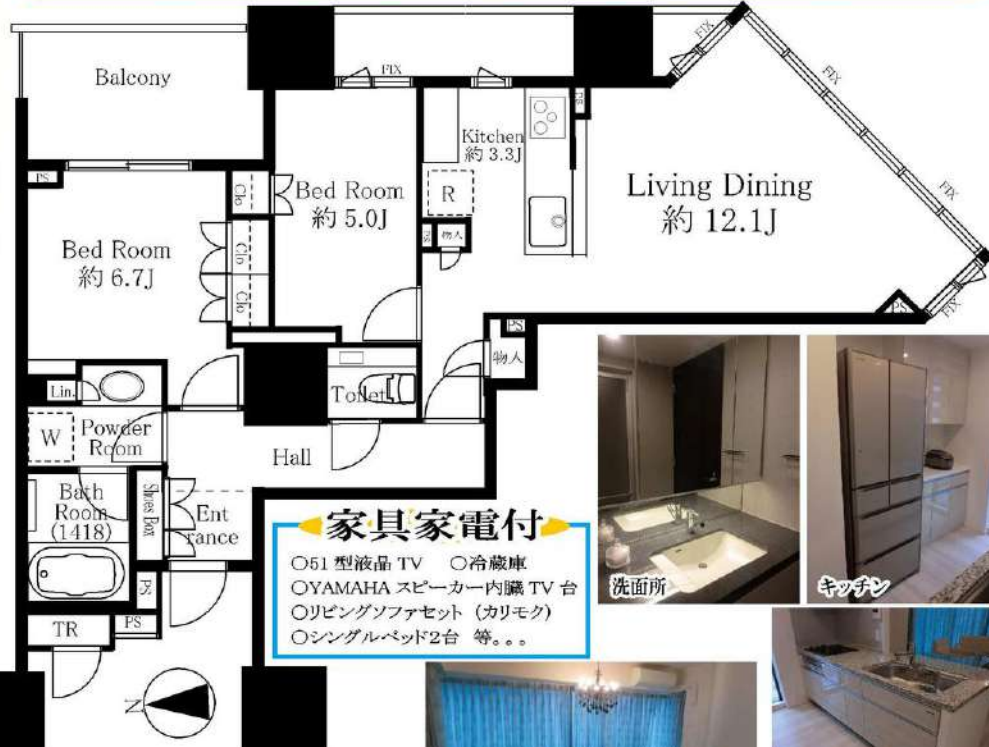 Balcony
FIX
FIX
FIX
FIX
FIX
PS
Clo
Clo
Clo
Bed Room
約 6.7J
Bed Room
約 5.0J
Kitchen
約 3.3J
R
PS
物入
PS
Living Dining
約 12.1J
PS
PS
物入
Lin.
W
Powder
Room
Toilet
Hall
Bath
Room
(1418)
Shoes Box
Ent
rance
PS
PS
TR
N
家具家電付
○51 型液晶 TV ○冷蔵庫
○YAMAHA スピーカー内臓 TV 台
○リビングソファセット (カリモク)
○シングルベッド2台 等。。。
洗面所
キッチン